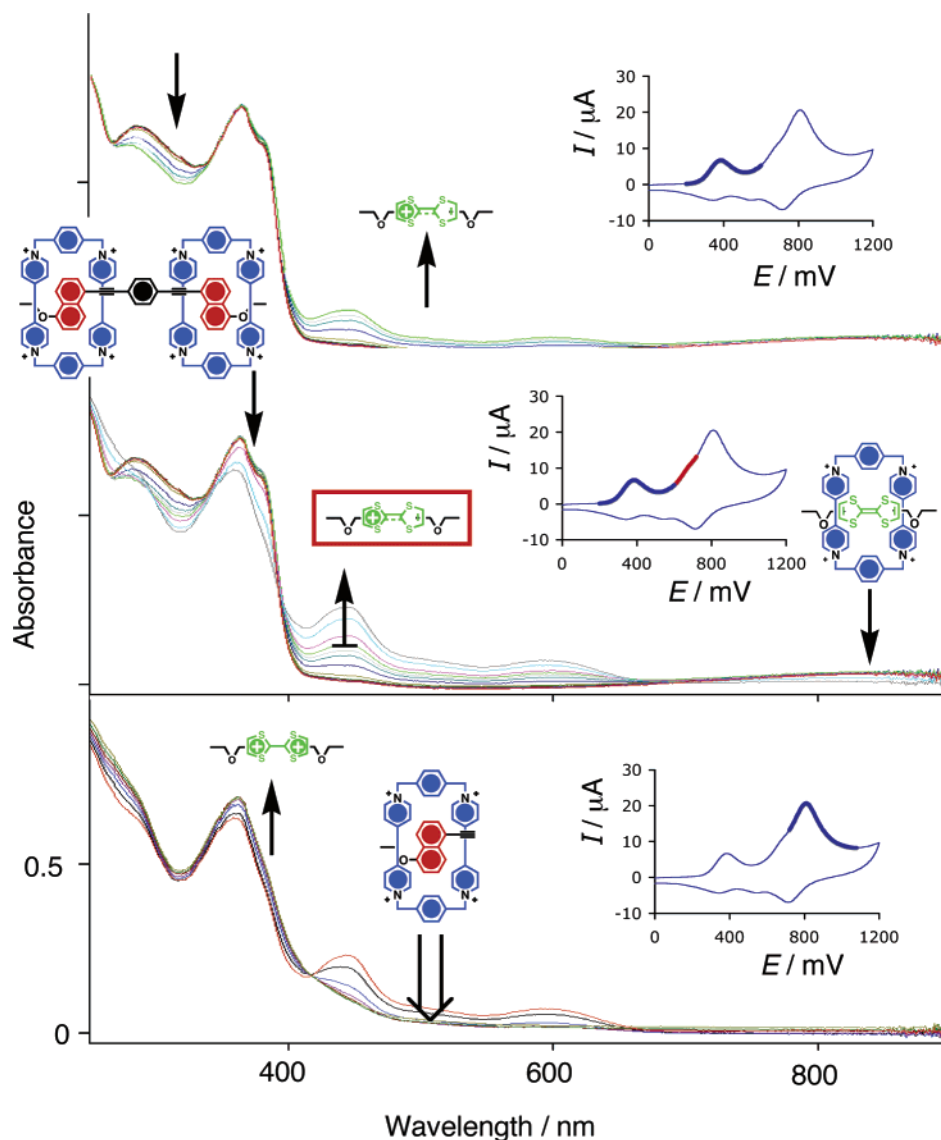 I / µA
30
20
10
0
-10
0 400 800 1200
E / mV
S S
S S
+ +
O O
+N N+ +N N+
O O
+N N+ +N N+
I / µA
30
20
10
0
-10
0 400 800 1200
E / mV
S S
S S
+ +
O O
+N N+
S S
O O
S S
+N N+
Absorbance
S S
S S
+ +
O O
+N N+
O
+N N+
I / µA
30
20
10
0
-10
0 400 800 1200
E / mV
0.5
0
400 600 800
Wavelength / nm